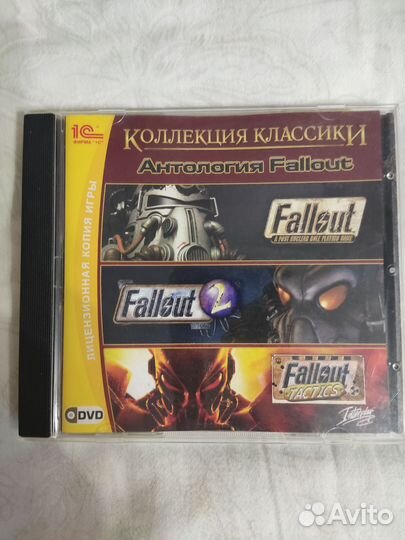 1С
ФИРМА "1С"
КОЛЛЕКЦИЯ КЛАССИКИ
Антология Fallout
ЛИЦЕНЗИОННАЯ КОПИЯ ИГРЫ
Fallout
A POST NUCLEAR ROLE PLAYING GAME
Fallout 2
Fallout
TACTICS
DVD
Interplay
Avito